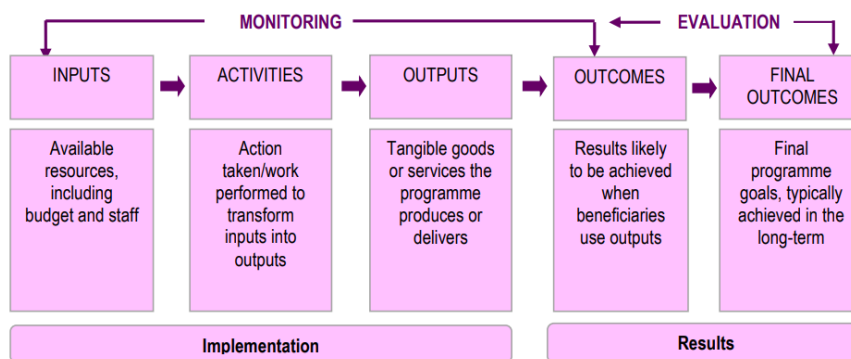 MONITORING
EVALUATION
INPUTS
ACTIVITIES
OUTPUTS
OUTCOMES
FINAL
OUTCOMES
Available
resources,
including
budget and staff
Action
taken/work
performed to
transform
inputs into
outputs
Tangible goods
or services the
programme
produces or
delivers
Results likely
to be achieved
when
beneficiaries
use outputs
Final
programme
goals, typically
achieved in the
long-term
Implementation
Results